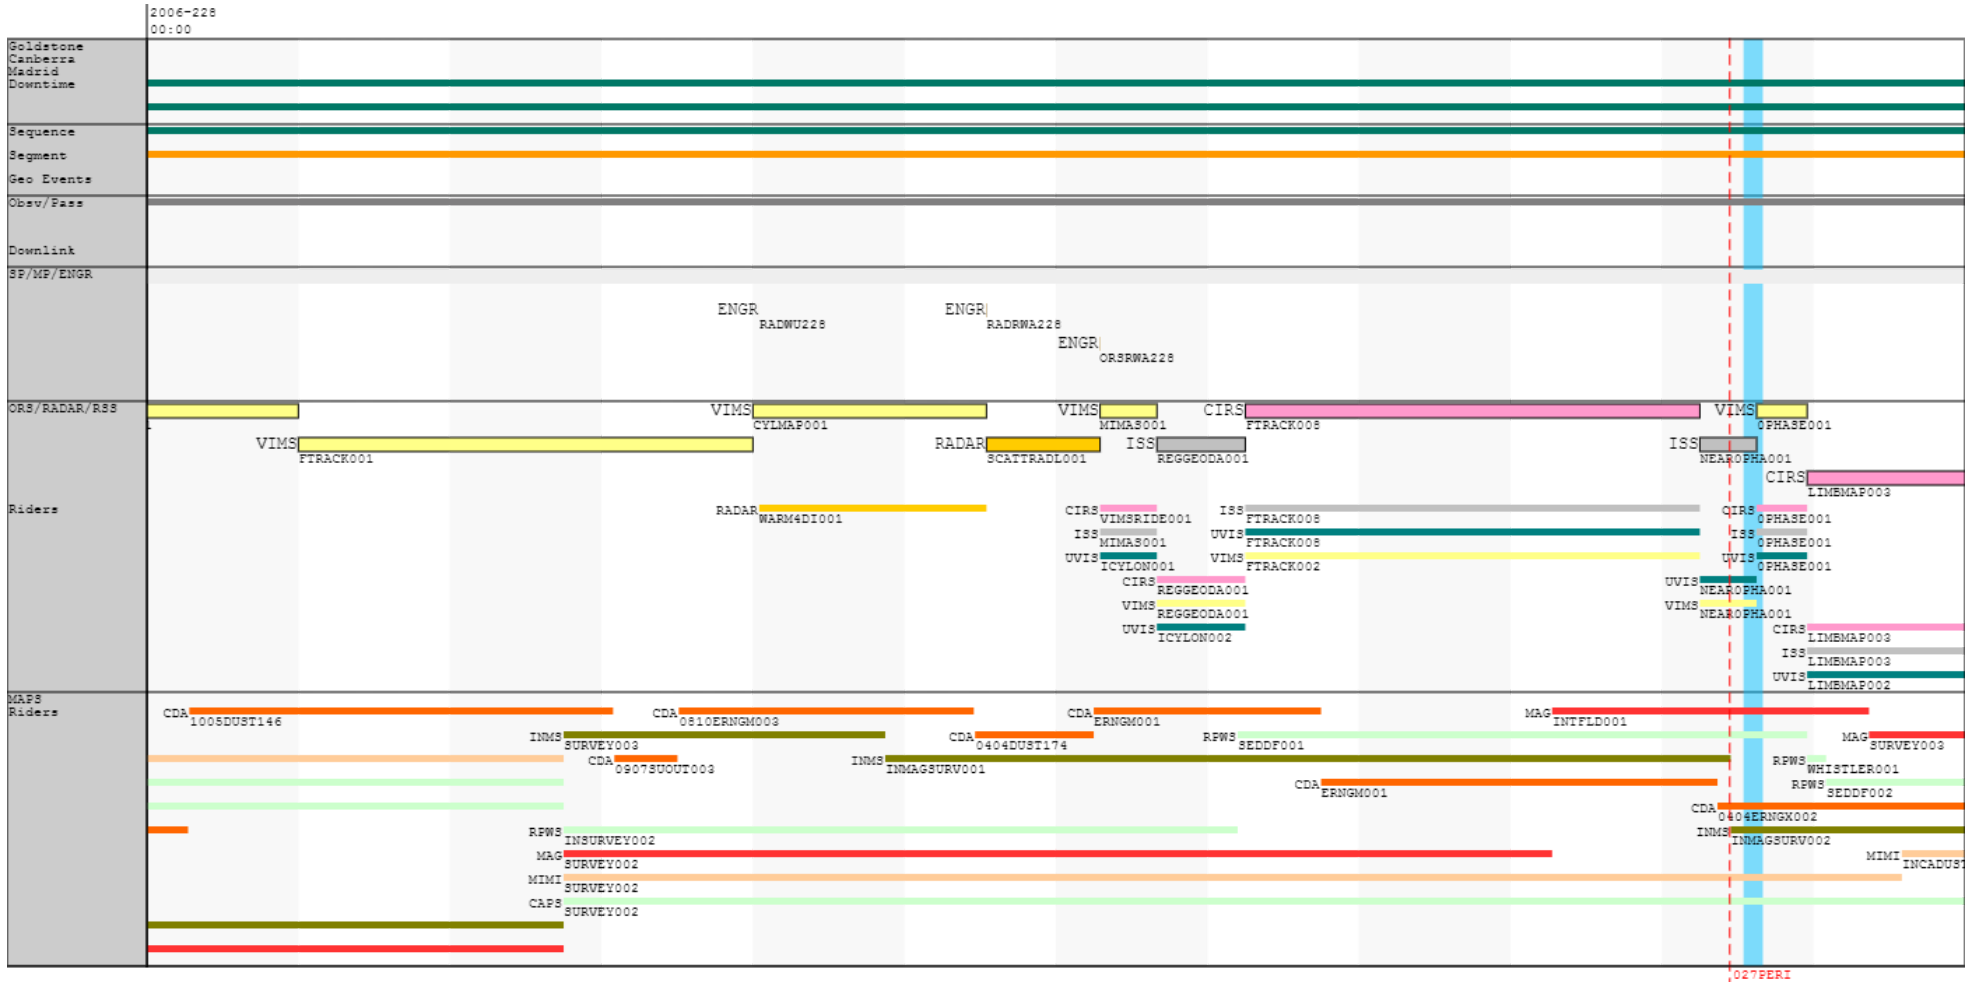 2006-228
00:00
Goldstone
Canberra
Madrid
Downtime
Sequence
Segment
Geo Events
Obsv/Pass
Downlink
SP/MP/ENGR
ENGR ENGR
RADWU228 RADRWA228
ENGR
ORSRWA228
ORS/RADAR/RSS VIMS VIMS CIRS VIMS
CYLMAP001 MIMAS001 FTRACK008 0PHASE001
VIMS RADAR ISS ISS
FTRACK001 SCATTRADL001 REGGEODA001 NEAR0PHA001
CIRS
LIMBMAP003
Riders RADAR CIRS ISS CIRS
WARM4DI001 VIMSRIDE001 FTRACK008 0PHASE001
ISS UVIS ISS
MIMAS001 FTRACK008 0PHASE001
UVIS VIMS UVIS
ICYLON001 FTRACK002 0PHASE001
CIRS UVIS
REGGEODA001 NEAR0PHA001
VIMS VIMS
REGGEODA001 NEAR0PHA001
UVIS CIRS
ICYLON002 LIMBMAP003
ISS
LIMBMAP003
UVIS
LIMBMAP002
MAPS
Riders CDA CDA CDA MAG
1005DUST146 0810ERNGM003 ERNGM001 INTFLD001
INMS CDA RPWS MAG
SURVEY003 0404DUST174 SEDDF001 SURVEY003
CDA INMS RPWS
0907SUOUT003 INMAGSURV001 WHISTLER001
CDA RPWS
ERNGM001 SEDDF002
CDA
0404ERNGX002
RPWS INMS
INSURVEY002 INMAGSURV002
MAG MIMI
SURVEY002 INCADUST
MIMI
SURVEY002
CAPS
SURVEY002
027PERI